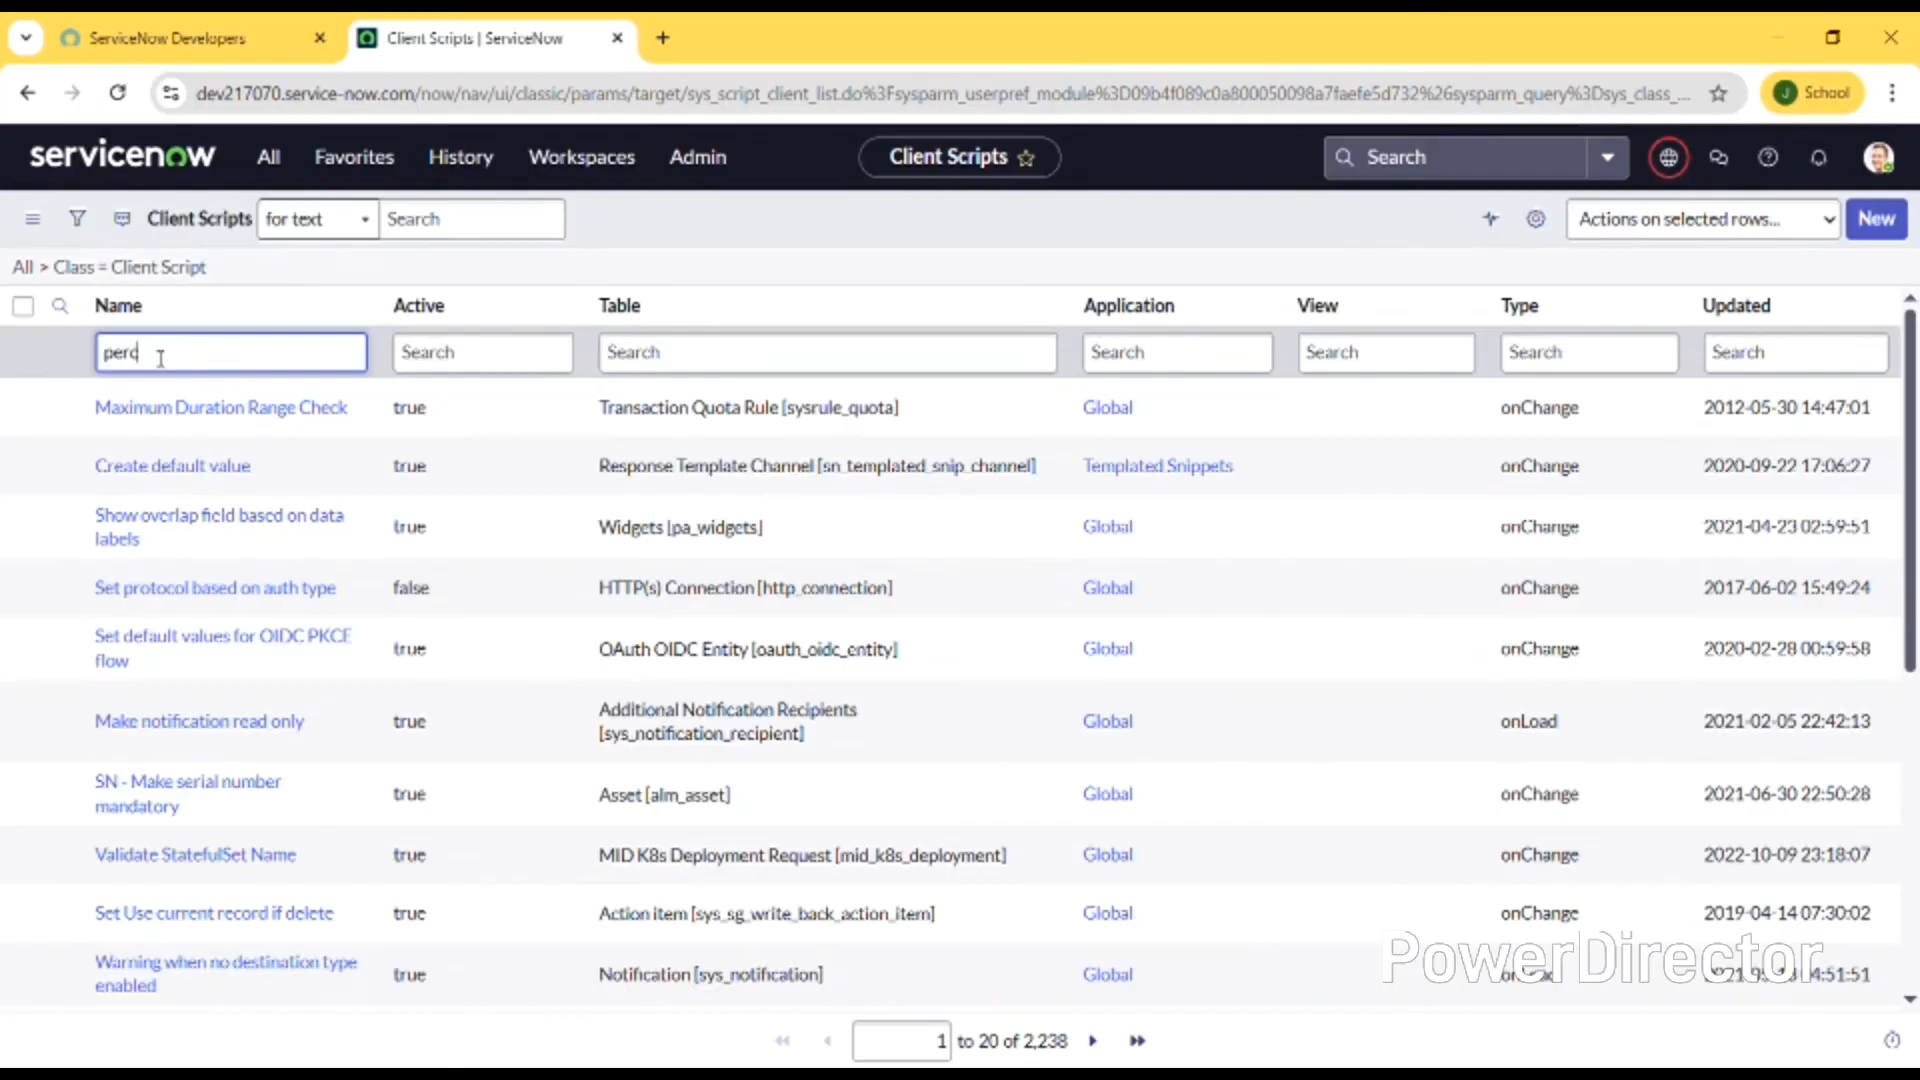 ServiceNow Developers
Client Scripts | ServiceNow
dev217070.service-now.com/now/nav/ui/classic/params/target/sys_script_client_list.do%3Fsysparm_userpref_module%3D09b4f089c0a800050098a7faefe5d732%26sysparm_query%3Dsys_class_...
J School
servicenow All Favorites History Workspaces Admin Client Scripts Search
Client Scripts for text Search Actions on selected rows... New
All > Class = Client Script
Name Active Table Application View Type Updated
perc Search Search Search Search Search Search
Maximum Duration Range Check true Transaction Quota Rule [sysrule_quota] Global onChange 2012-05-30 14:47:01
Create default value true Response Template Channel [sn_templated_snip_channel] Templated Snippets onChange 2020-09-22 17:06:27
Show overlap field based on data
labels true Widgets [pa_widgets] Global onChange 2021-04-23 02:59:51
Set protocol based on auth type false HTTP(s) Connection [http_connection] Global onChange 2017-06-02 15:49:24
Set default values for OIDC PKCE
flow true OAuth OIDC Entity [oauth_oidc_entity] Global onChange 2020-02-28 00:59:58
Make notification read only true Additional Notification Recipients
[sys_notification_recipient] Global onLoad 2021-02-05 22:42:13
SN - Make serial number
mandatory true Asset [alm_asset] Global onChange 2021-06-30 22:50:28
Validate StatefulSet Name true MID K8s Deployment Request [mid_k8s_deployment] Global onChange 2022-10-09 23:18:07
Set Use current record if delete true Action item [sys_sg_write_back_action_item] Global onChange 2019-04-14 07:30:02
Warning when no destination type
enabled true Notification [sys_notification] Global
PowerDirector
1 to 20 of 2,238